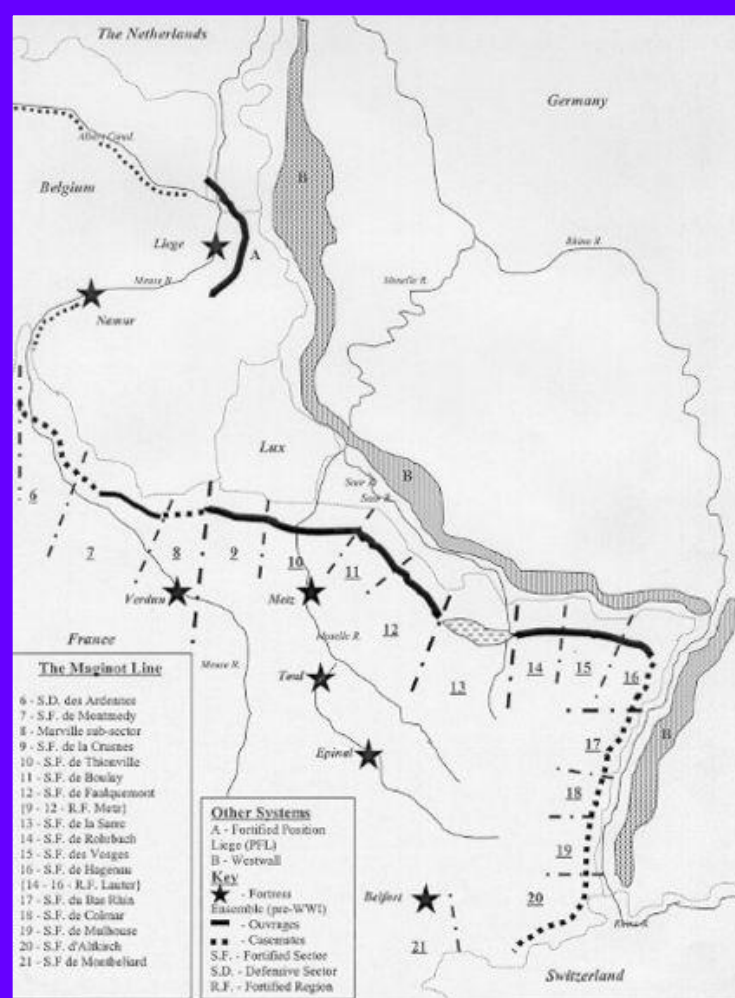 The Netherlands
Germany
Albert Canal
Belgium
B
Liege
A
Rhine R.
Meuse R.
Moselle R.
Namur
Lux
B
Saar R.
Saar R.
6
7
8
9
10
11
Verdun
Metz
12
France
Moselle R.
Meuse R.
Toul
13
14
15
16
17
B
Epinal
18
19
20
Belfort
21
Rhine R.
Switzerland
The Maginot Line
6 - S.D. des Ardennes
7 - S.F. de Montmedy
8 - Marville sub-sector
9 - S.F. de la Crusnes
10 - S.F. de Thionville
11 - S.F. de Boulay
12 - S.F. de Faulquemont
[9 - 12 - R.F. Metz]
13 - S.F. de la Sarre
14 - S.F. de Rohrbach
15 - S.F. des Vosges
16 - S.F. de Hagenau
[14 - 16 - R.F. Lauter]
17 - S.F. du Bas Rhin
18 - S.F. de Colmar
19 - S.F. de Mulhouse
20 - S.F. d'Altkirch
21 - S.F de Montbeliard
Other Systems
A - Fortified Position
Liege (PFL)
B - Westwall
Key
- Fortress
Ensemble (pre-WWI)
- Ouvrages
- Casemates
S.F. - Fortified Sector
S.D. - Defensive Sector
R.F. - Fortified Region